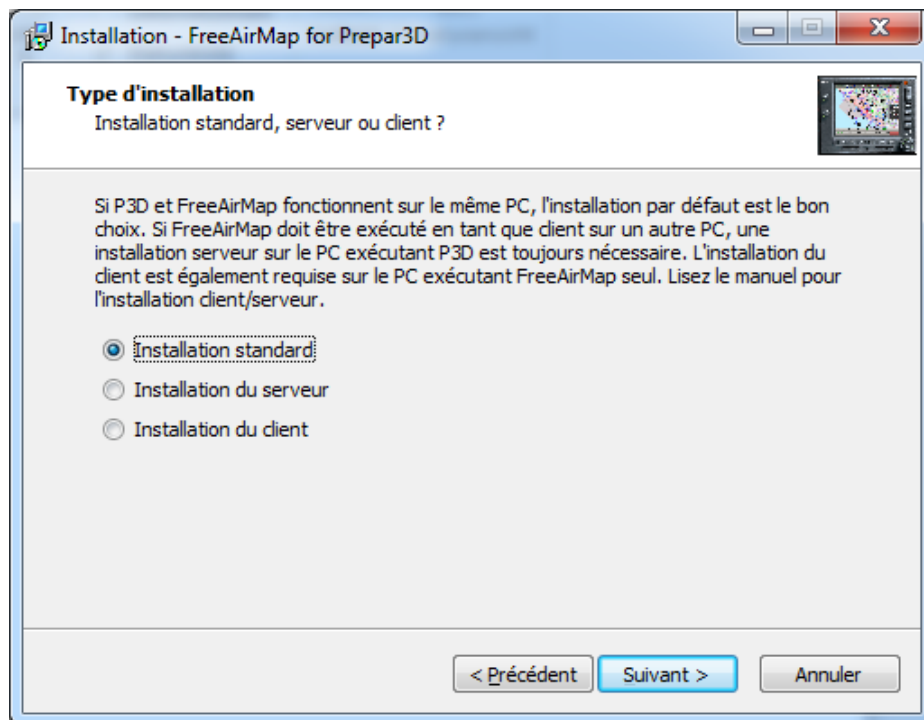 Installation - FreeAirMap for Prepar3D
Type d'installation
Installation standard, serveur ou client ?
Si P3D et FreeAirMap fonctionnent sur le même PC, l'installation par défaut est le bon
choix. Si FreeAirMap doit être exécuté en tant que client sur un autre PC, une
installation serveur sur le PC exécutant P3D est toujours nécessaire. L'installation du
client est également requise sur le PC exécutant FreeAirMap seul. Lisez le manuel pour
l'installation client/serveur.
Installation standard
Installation du serveur
Installation du client
< Précédent Suivant > Annuler